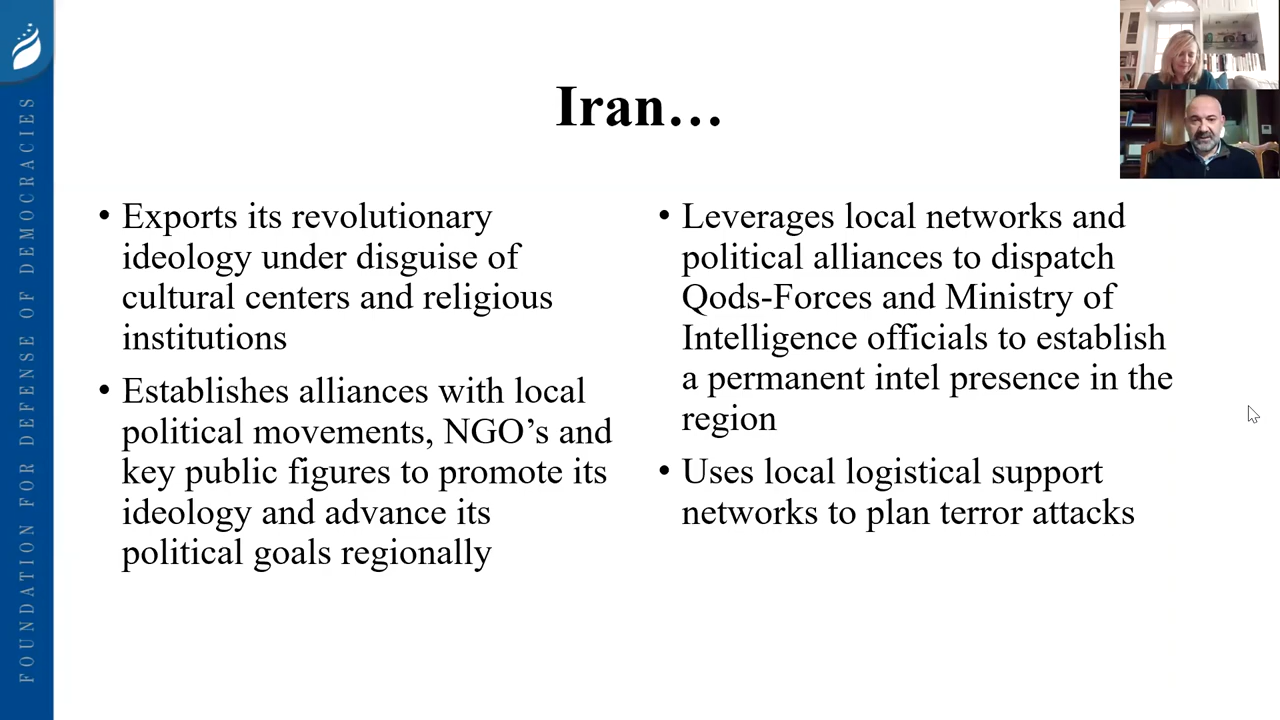 FOUNDATION FOR DEFENSE OF DEMOCRACIES
Iran…
• Exports its revolutionary
ideology under disguise of
cultural centers and religious
institutions
• Establishes alliances with local
political movements, NGO’s and
key public figures to promote its
ideology and advance its
political goals regionally
• Leverages local networks and
political alliances to dispatch
Qods-Forces and Ministry of
Intelligence officials to establish
a permanent intel presence in the
region
• Uses local logistical support
networks to plan terror attacks